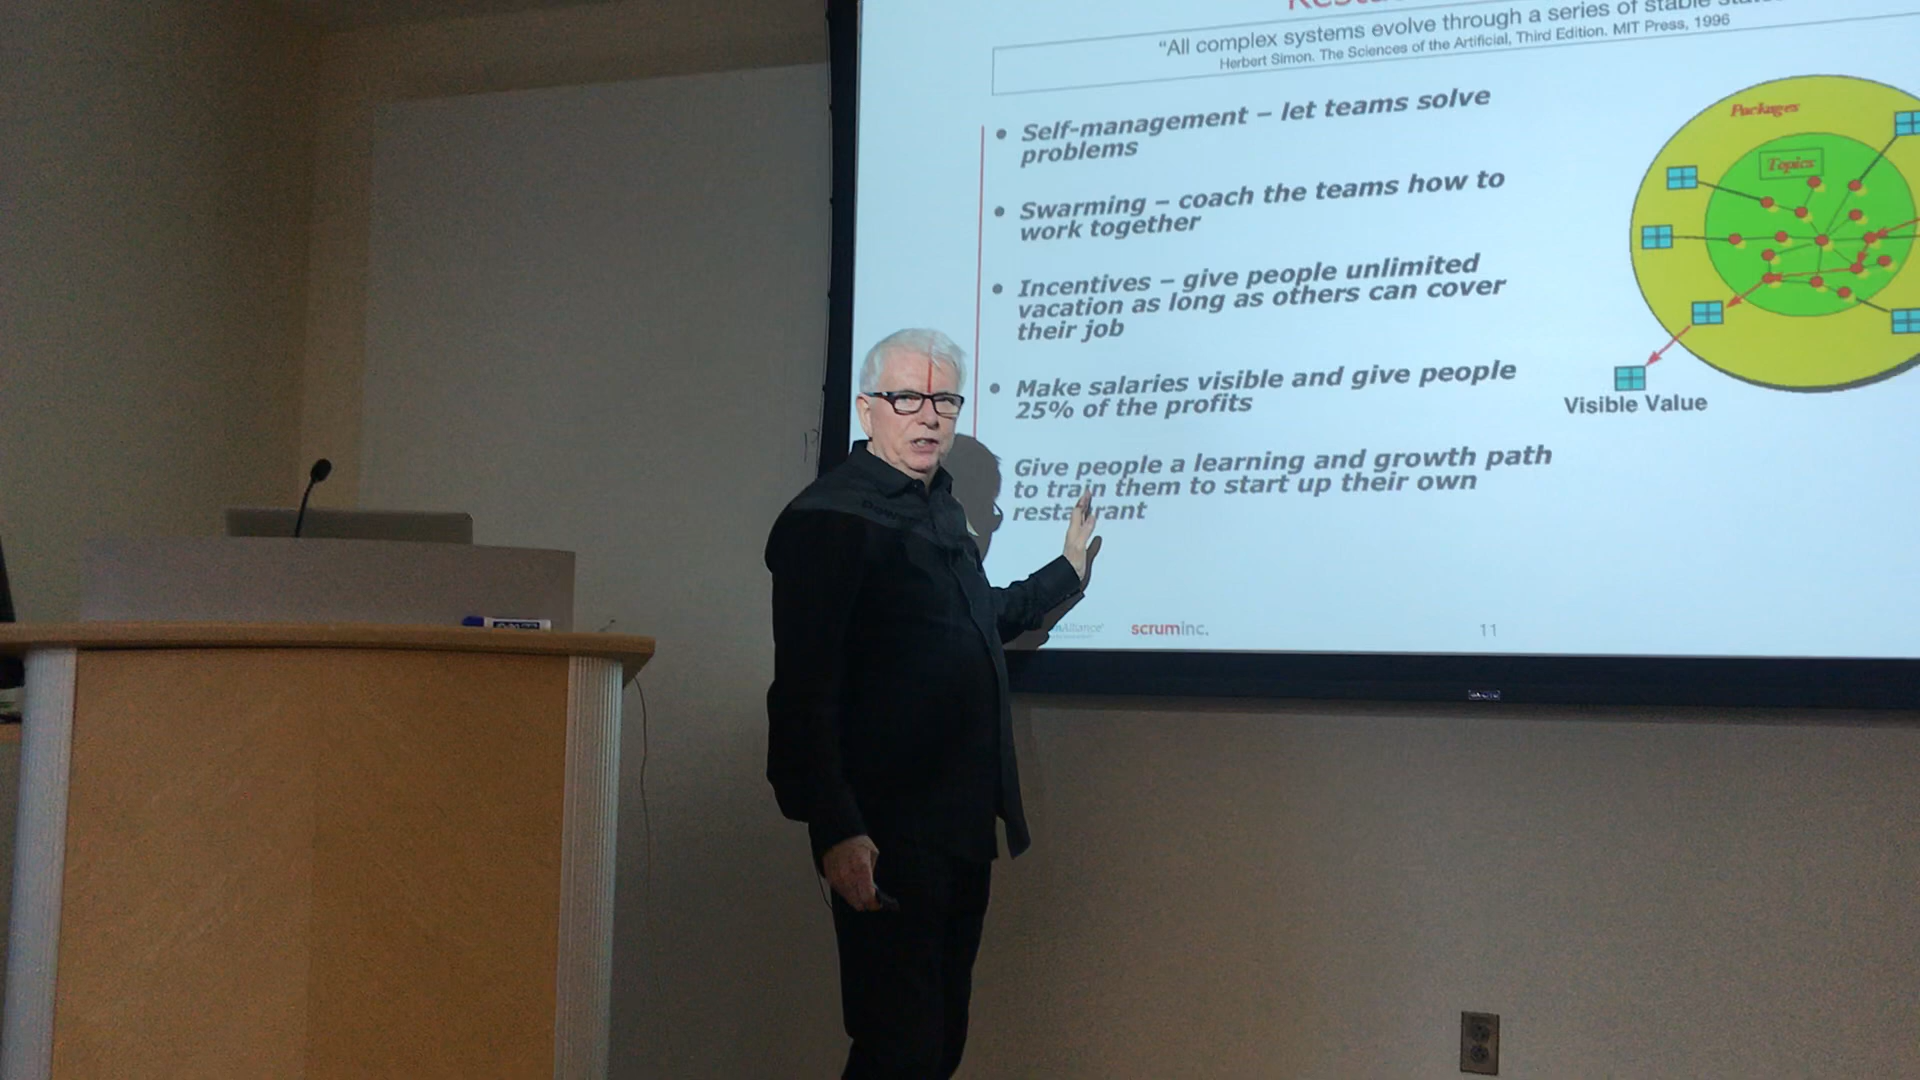 "All complex systems evolve through a series of stable
Herbert Simon. The Sciences of the Artificial, Third Edition. MIT Press, 1996
Self-management – let teams solve
problems
Swarming – coach the teams how to
work together
Incentives – give people unlimited
vacation as long as others can cover
their job
Make salaries visible and give people
25% of the profits
Give people a learning and growth path
to train them to start up their own
restaurant
Packages
Topics
Visible Value
scruminc.
11